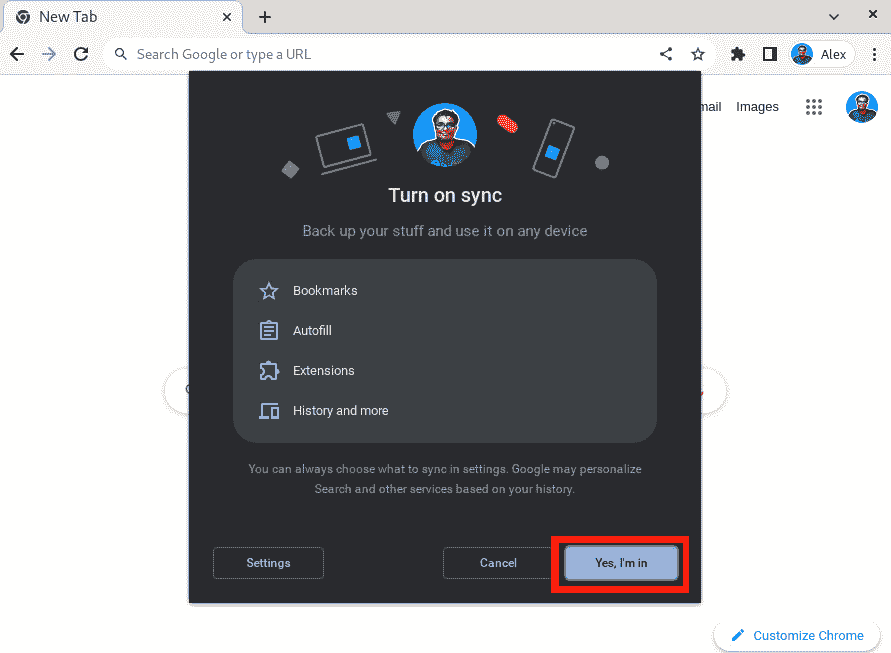 New Tab
Search Google or type a URL
Alex
Images
Turn on sync
Back up your stuff and use it on any device
Bookmarks
Autofill
Extensions
History and more
You can always choose what to sync in settings. Google may personalize
Search and other services based on your history.
Settings
Cancel
Yes, I'm in
Customize Chrome